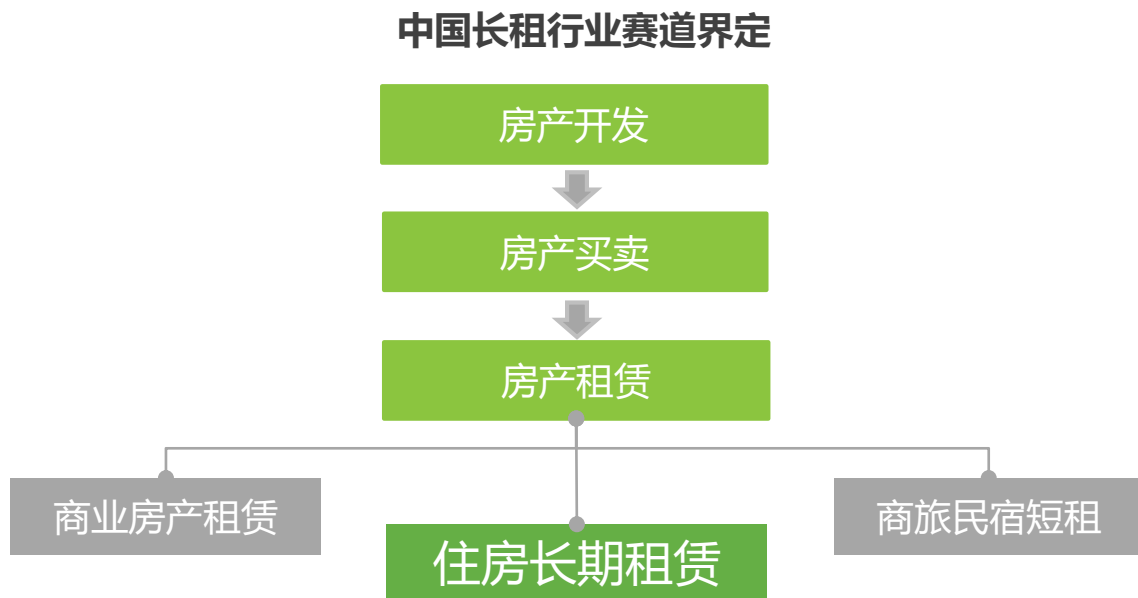 中国长租行业赛道界定
房产开发
房产买卖
房产租赁
商业房产租赁
商旅民宿短租
住房长期租赁